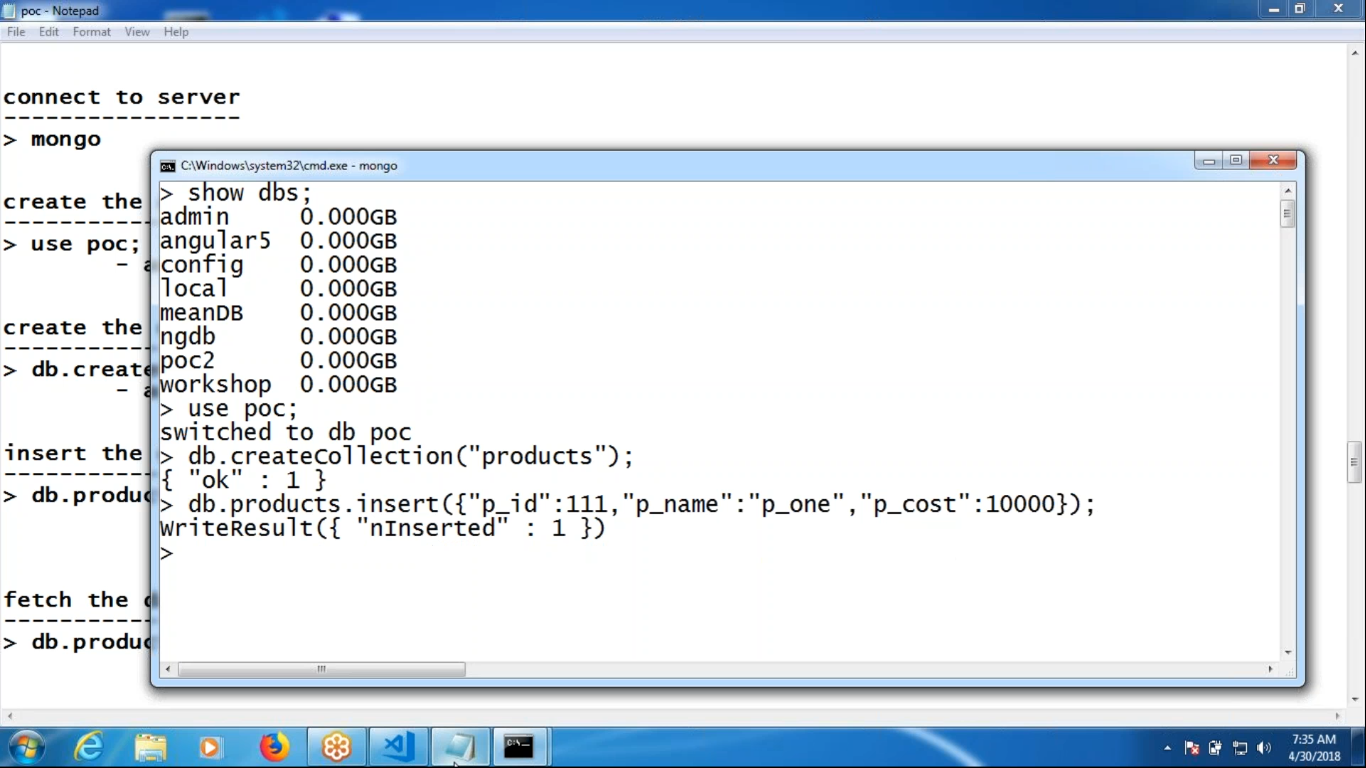 poc - Notepad
File Edit Format View Help
connect to server
-----------------
> mongo
create the
> use poc;
-
create the
> db.create
-
insert the
> db.produc
fetch the
> db.produc
C:\Windows\system32\cmd.exe - mongo
> show dbs;
admin 0.000GB
angular5 0.000GB
config 0.000GB
local 0.000GB
meanDB 0.000GB
ngdb 0.000GB
poc2 0.000GB
workshop 0.000GB
> use poc;
switched to db poc
> db.createCollection("products");
{ "ok" : 1 }
> db.products.insert({"p_id":111,"p_name":"p_one","p_cost":10000});
WriteResult({ "nInserted" : 1 })
>
C:\.
7:35 AM
4/30/2018